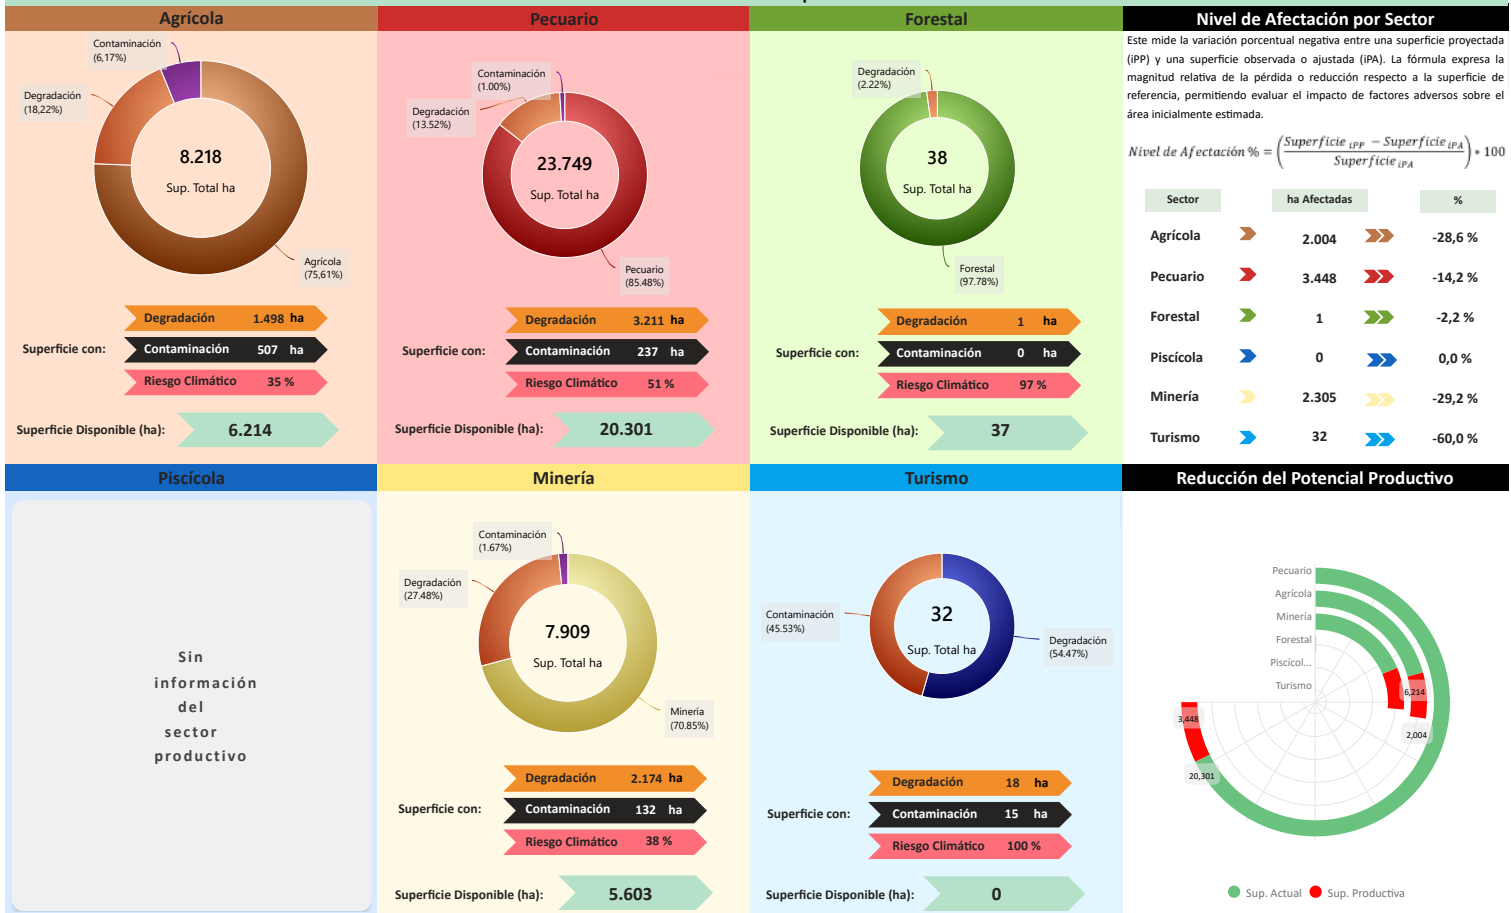 Agrícola
Contaminación
(6,17%)
Degradación
(18,22%)
8.218
Sup. Total ha
Agrícola
(75,61%)
Superficie con:
Degradación 1.498 ha
Contaminación 507 ha
Riesgo Climático 35 %
Superficie Disponible (ha): 6.214
Pecuario
Contaminación
(1.00%)
Degradación
(13.52%)
23.749
Sup. Total ha
Pecuario
(85.48%)
Superficie con:
Degradación 3.211 ha
Contaminación 237 ha
Riesgo Climático 51 %
Superficie Disponible (ha): 20.301
Forestal
Degradación
(2.22%)
38
Sup. Total ha
Forestal
(97.78%)
Superficie con:
Degradación 1 ha
Contaminación 0 ha
Riesgo Climático 97 %
Superficie Disponible (ha): 37
Nivel de Afectación por Sector
Este mide la variación porcentual negativa entre una superficie proyectada
(iPP) y una superficie observada o ajustada (iPA). La fórmula expresa la
magnitud relativa de la pérdida o reducción respecto a la superficie de
referencia, permitiendo evaluar el impacto de factores adversos sobre el
área inicialmente estimada.
Nivel de Afectación % = (Superficie iPP − Superficie iPA / Superficie iPA) * 100
Sector ha Afectadas %
Agrícola 2.004 -28,6 %
Pecuario 3.448 -14,2 %
Forestal 1 -2,2 %
Piscícola 0 0,0 %
Minería 2.305 -29,2 %
Turismo 32 -60,0 %
Piscícola
Sin
información
del
sector
productivo
Minería
Contaminación
(1.67%)
Degradación
(27.48%)
7.909
Sup. Total ha
Minería
(70.85%)
Superficie con:
Degradación 2.174 ha
Contaminación 132 ha
Riesgo Climático 38 %
Superficie Disponible (ha): 5.603
Turismo
Contaminación
(45.53%)
32
Sup. Total ha
Degradación
(54.47%)
Superficie con:
Degradación 18 ha
Contaminación 15 ha
Riesgo Climático 100 %
Superficie Disponible (ha): 0
Reducción del Potencial Productivo
Pecuario
Agrícola
Minería
Forestal
Piscícol...
Turismo
6,214
3,448
2,004
20,301
Sup. Actual Sup. Productiva